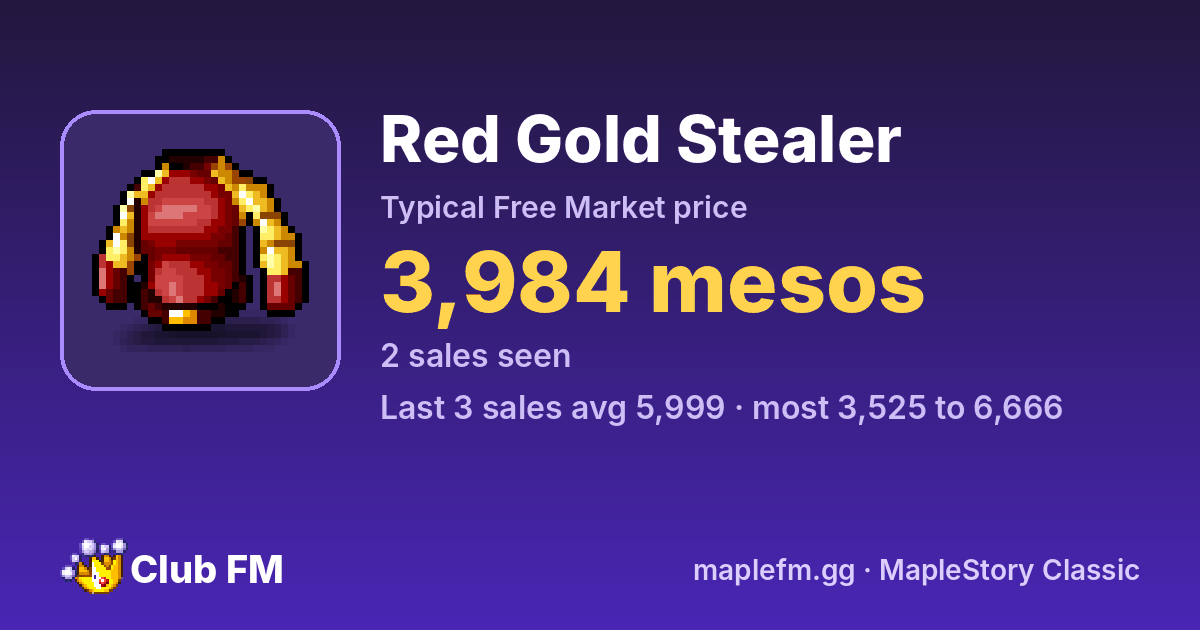 Red Gold Stealer
Typical Free Market price
3,984 mesos
2 sales seen
Last 3 sales avg 5,999 · most 3,525 to 6,666
Club FM
maplefm.gg · MapleStory Classic